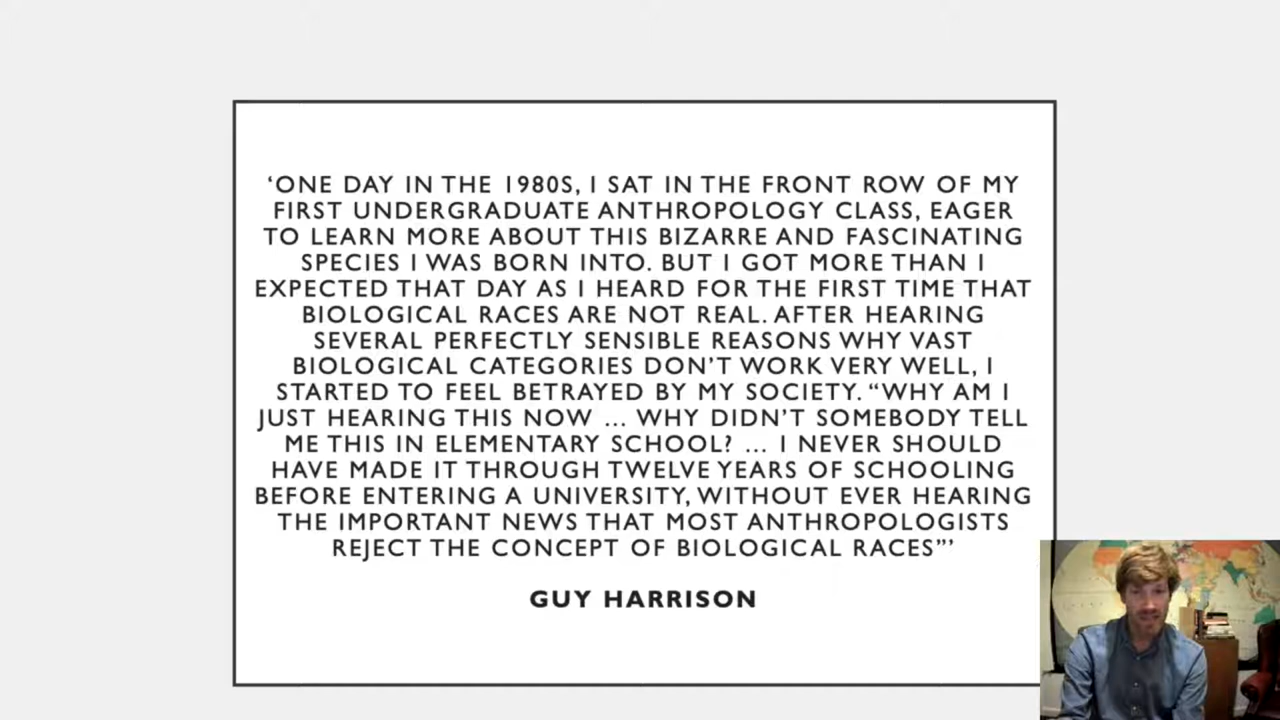 ‘ONE DAY IN THE 1980S, I SAT IN THE FRONT ROW OF MY
FIRST UNDERGRADUATE ANTHROPOLOGY CLASS, EAGER
TO LEARN MORE ABOUT THIS BIZARRE AND FASCINATING
SPECIES I WAS BORN INTO. BUT I GOT MORE THAN I
EXPECTED THAT DAY AS I HEARD FOR THE FIRST TIME THAT
BIOLOGICAL RACES ARE NOT REAL. AFTER HEARING
SEVERAL PERFECTLY SENSIBLE REASONS WHY VAST
BIOLOGICAL CATEGORIES DON’T WORK VERY WELL, I
STARTED TO FEEL BETRAYED BY MY SOCIETY. “WHY AM I
JUST HEARING THIS NOW … WHY DIDN’T SOMEBODY TELL
ME THIS IN ELEMENTARY SCHOOL? … I NEVER SHOULD
HAVE MADE IT THROUGH TWELVE YEARS OF SCHOOLING
BEFORE ENTERING A UNIVERSITY, WITHOUT EVER HEARING
THE IMPORTANT NEWS THAT MOST ANTHROPOLOGISTS
REJECT THE CONCEPT OF BIOLOGICAL RACES”’
GUY HARRISON